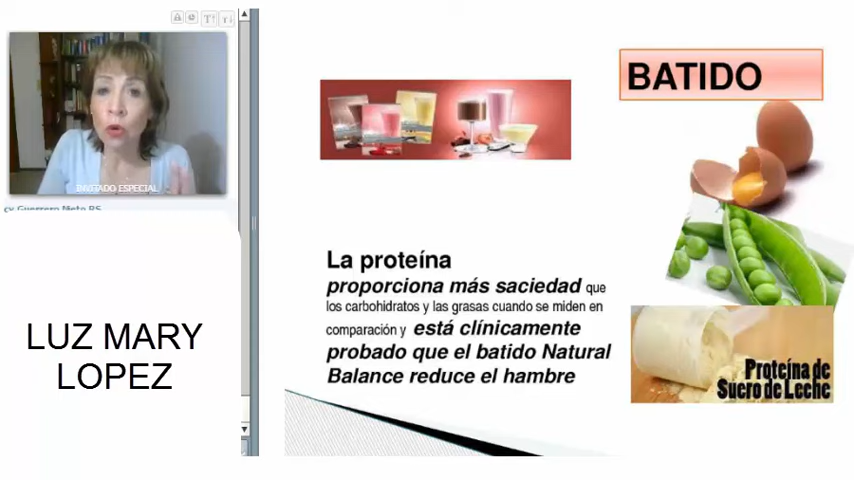 INVITADO ESPECIAL
LUZ MARY
LOPEZ
BATIDO
La proteína
proporciona más saciedad que
los carbohidratos y las grasas cuando se miden en
comparación y está clínicamente
probado que el batido Natural
Balance reduce el hambre
Proteína de
Suero de Leche